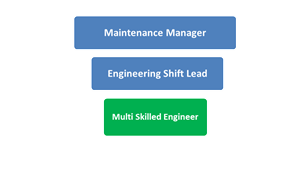 Maintenance Manager
Engineering Shift Lead
Multi Skilled Engineer